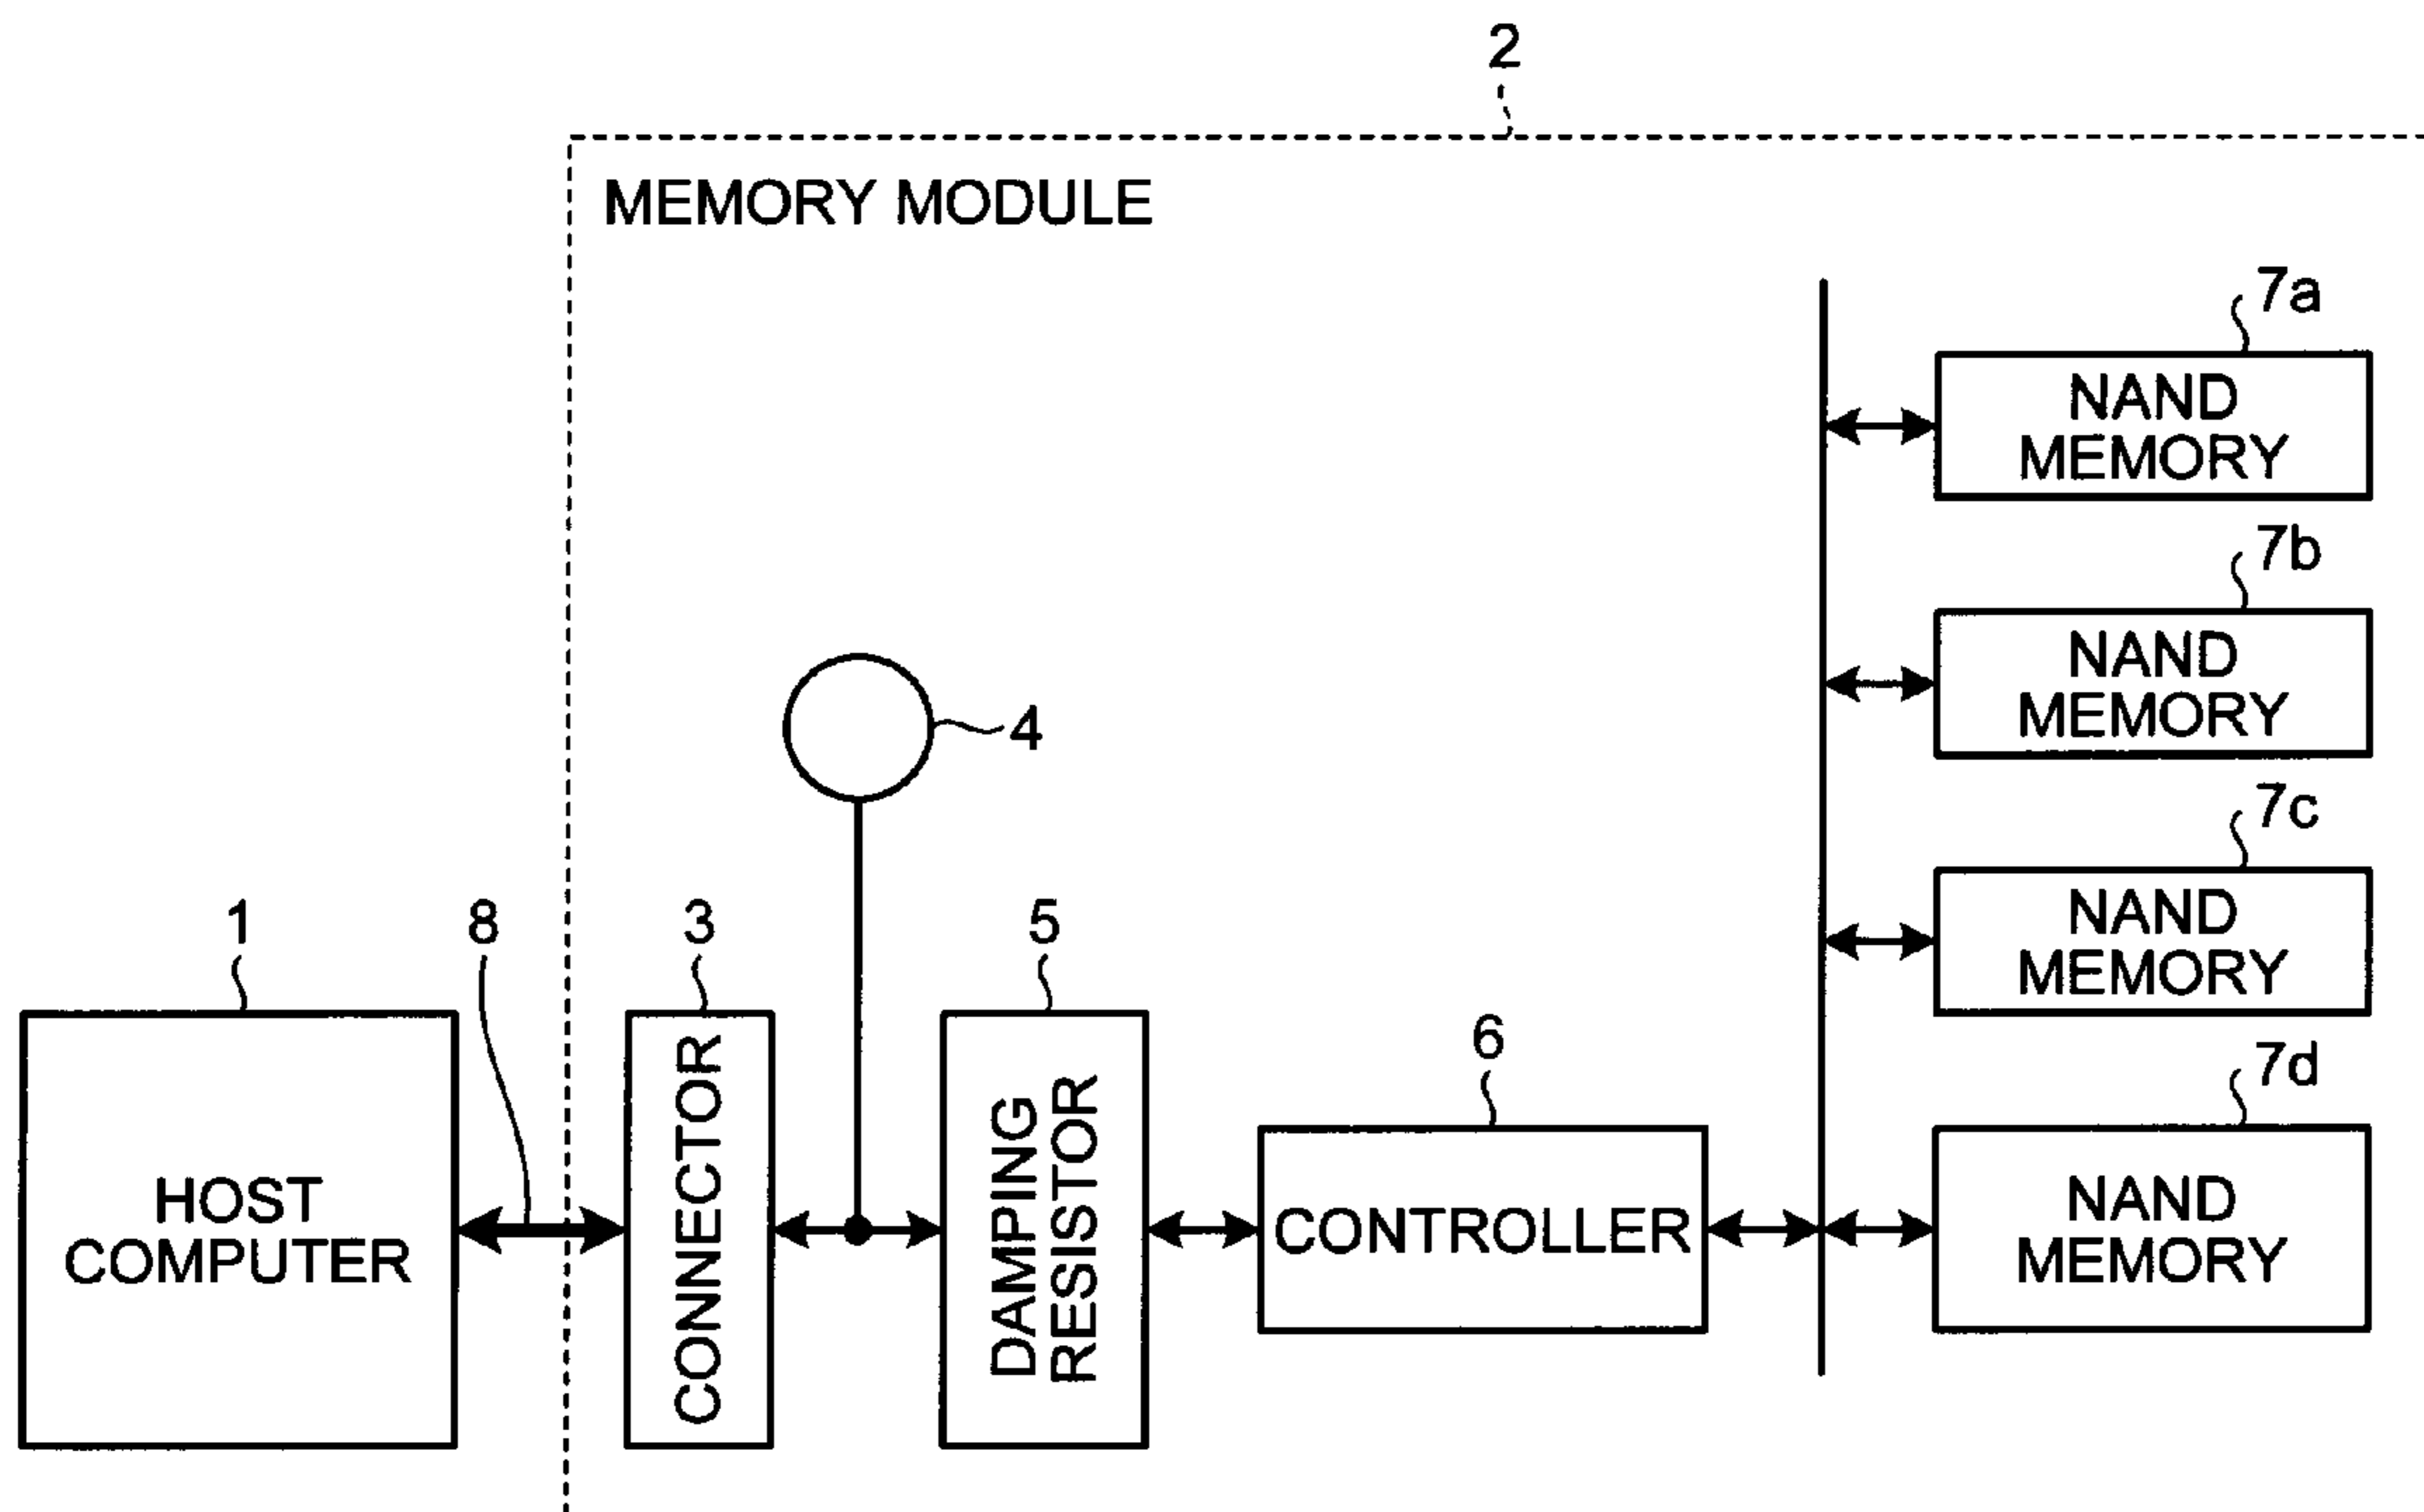 2
MEMORY MODULE
7a
NAND
MEMORY
7b
NAND
MEMORY
4
7c
NAND
MEMORY
1
8
3
5
6
7d
HOST
COMPUTER
CONNECTOR
DAMPING
RESISTOR
CONTROLLER
NAND
MEMORY